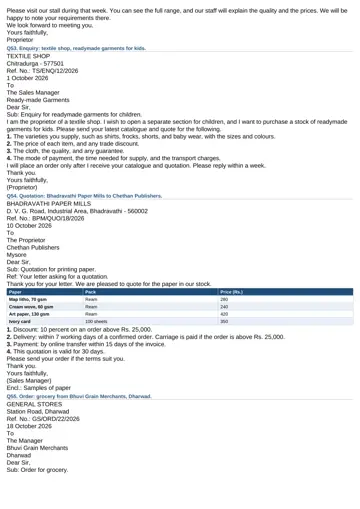 Please visit our stall during that week. You can see the full range, and our staff will explain the quality and the prices. We will be
happy to note your requirements there.
We look forward to meeting you.
Yours faithfully,
Proprietor
Q53. Enquiry: textile shop, readymade garments for kids.
TEXTILE SHOP
Chitradurga - 577501
Ref. No.: TS/ENQ/12/2026
1 October 2026
To
The Sales Manager
Ready-made Garments
Dear Sir,
Sub: Enquiry for readymade garments for children.
I am the proprietor of a textile shop. I wish to open a separate section for children, and I want to purchase a stock of readymade
garments for kids. Please send your latest catalogue and quote for the following.
1. The varieties you supply, such as shirts, frocks, shorts, and baby wear, with the sizes and colours.
2. The price of each item, and any trade discount.
3. The cloth, the quality, and any guarantee.
4. The mode of payment, the time needed for supply, and the transport charges.
I will place an order only after I receive your catalogue and quotation. Please reply within a week.
Thank you.
Yours faithfully,
(Proprietor)
Q54. Quotation: Bhadravathi Paper Mills to Chethan Publishers.
BHADRAVATHI PAPER MILLS
D. V. G. Road, Industrial Area, Bhadravathi - 560002
Ref. No.: BPM/QUO/18/2026
10 October 2026
To
The Proprietor
Chethan Publishers
Mysore
Dear Sir,
Sub: Quotation for printing paper.
Ref: Your letter asking for a quotation.
Thank you for your letter. We are pleased to quote for the paper in our stock.
Paper Pack Price (Rs.)
Map litho, 70 gsm Ream 280
Cream wove, 60 gsm Ream 240
Art paper, 130 gsm Ream 420
Ivory card 100 sheets 350
1. Discount: 10 percent on an order above Rs. 25,000.
2. Delivery: within 7 working days of a confirmed order. Carriage is paid if the order is above Rs. 25,000.
3. Payment: by online transfer within 15 days of the invoice.
4. This quotation is valid for 30 days.
Please send your order if the terms suit you.
Thank you.
Yours faithfully,
(Sales Manager)
Encl.: Samples of paper
Q55. Order: grocery from Bhuvi Grain Merchants, Dharwad.
GENERAL STORES
Station Road, Dharwad
Ref. No.: GS/ORD/22/2026
18 October 2026
To
The Manager
Bhuvi Grain Merchants
Dharwad
Dear Sir,
Sub: Order for grocery.